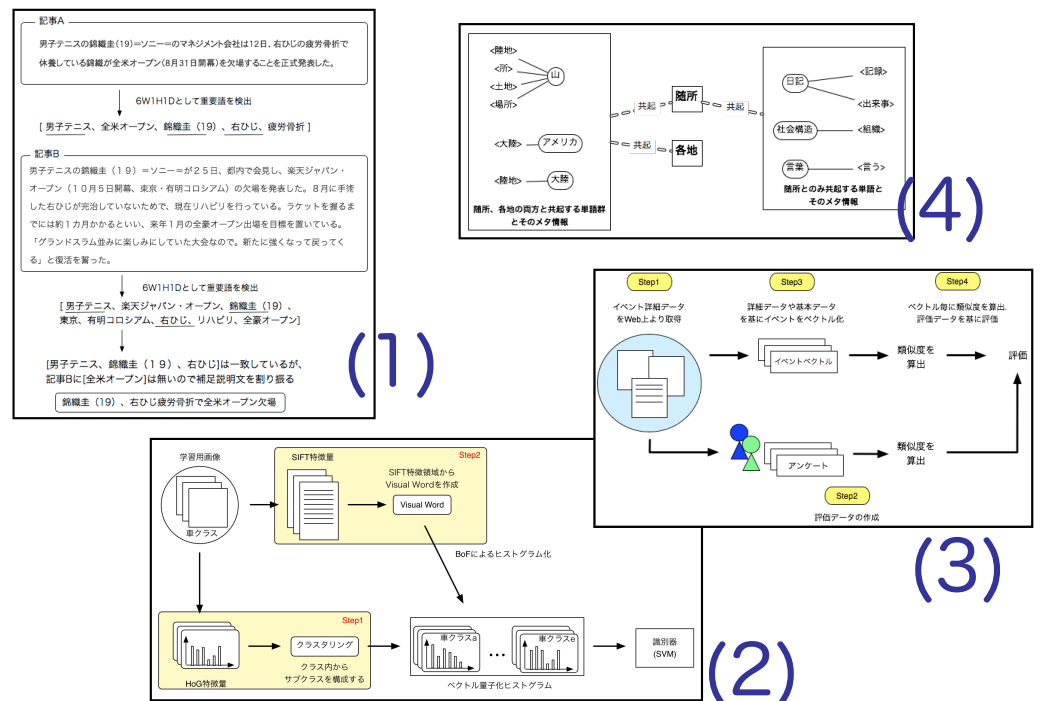 記事A
男子テニスの錦織圭(19)＝ソニー＝のマネジメント会社は12日、右ひじの疲労骨折で
休養している錦織が全米オープン(8月31日開幕)を欠場することを正式発表した。
6W1H1Dとして重要語を検出
[ 男子テニス、全米オープン、錦織圭（19）、右ひじ、疲労骨折 ]
記事B
男子テニスの錦織圭（１９）＝ソニー＝が２５日、都内で会見し、楽天ジャパン・
オープン（１０月５日開幕、東京・有明コロシアム）の欠場を発表した。８月に手術
した右ひじが完治していないためで、現在リハビリを行っている。ラケットを握るま
でには約１カ月かかるといい、来年１月の全豪オープン出場を目標を置いている。
「グランドスラム並みに楽しみにしていた大会なので。新たに強くなって戻ってく
る」と復活を誓った。
6W1H1Dとして重要語を検出
[ 男子テニス、楽天ジャパン・オープン、錦織圭（19）、
東京、有明コロシアム、右ひじ、リハビリ、全豪オープン]
[男子テニス、錦織圭（１９）、右ひじ]は一致しているが、
記事Bに[全米オープン]は無いので補足説明文を割り振る
錦織圭（19）、右ひじ疲労骨折で全米オープン欠場
(1)
<陸地>
<所>
<土地>
<場所>
山
<大陸>
アメリカ
<陸地>
大陸
随所、各地の両方と共起する単語群
とそのメタ情報
共起
随所
共起
共起
各地
日記
<記録>
<出来事>
社会構造
<組織>
言葉
<言う>
随所とのみ共起する単語と
そのメタ情報
(4)
Step1
イベント詳細データ
をWeb上より取得
Step3
詳細データや基本データ
を基にイベントをベクトル化
Step4
ベクトル毎に類似度を算出,
評価データを基に評価
イベントベクトル
類似度を
算出
評価
アンケート
類似度を
算出
Step2
評価データの作成
(3)
学習用画像
車クラス
SIFT特徴量
Step2
SIFT特徴領域から
Visual Wordを作成
Visual Word
BoFによるヒストグラム化
Step1
HoG特徴量
クラスタリング
クラス内から
サブクラスを構成する
車クラスa
…
車クラスe
ベクトル量子化ヒストグラム
識別器
(SVM)
(2)